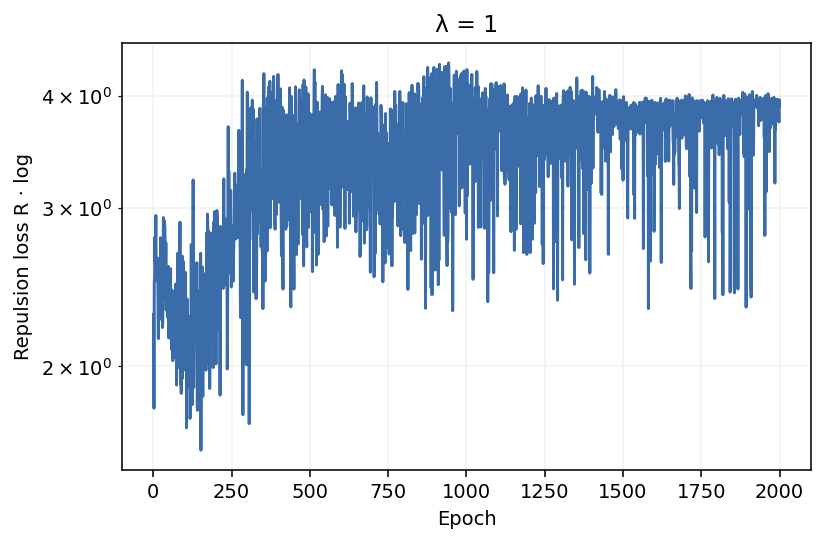 λ = 1
Repulsion loss R · log
4 × 10⁰
3 × 10⁰
2 × 10⁰
0 250 500 750 1000 1250 1500 1750 2000
Epoch